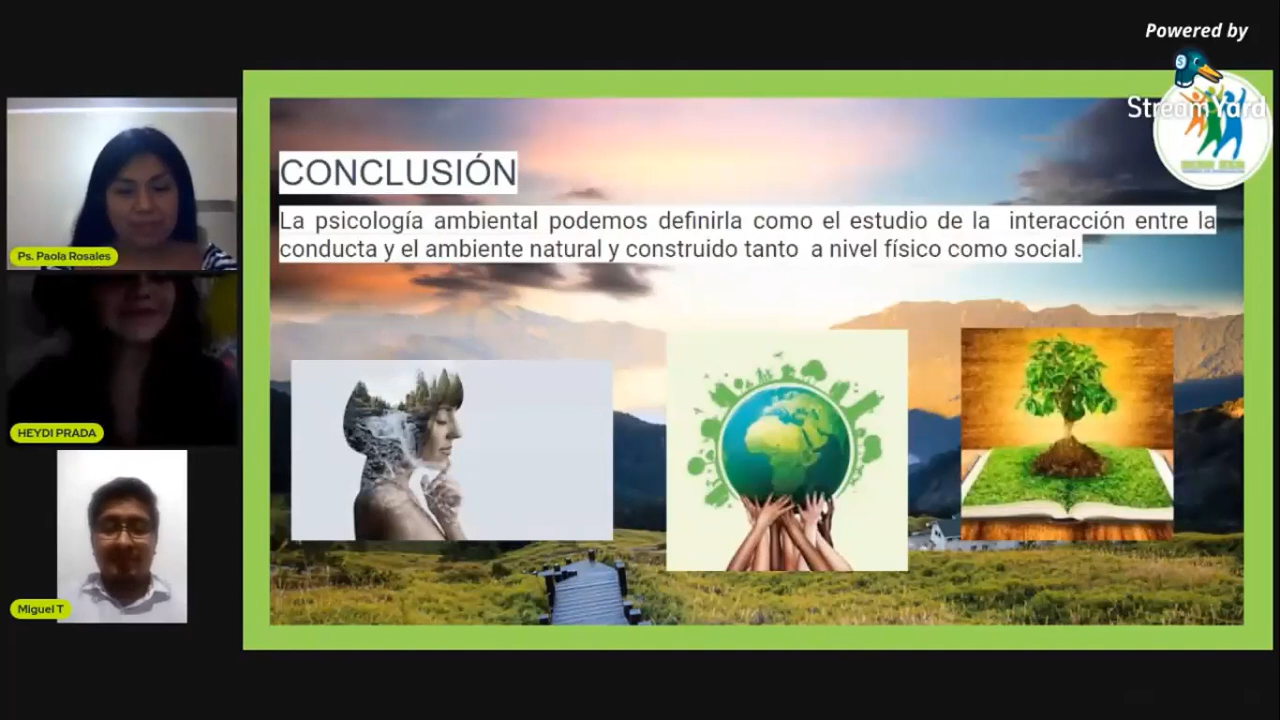 Powered by
StreamYard
CONCLUSIÓN
La psicología ambiental podemos definirla como el estudio de la interacción entre la
conducta y el ambiente natural y construido tanto a nivel físico como social.
Ps. Paola Rosales
HEYDI PRADA
Miguel T